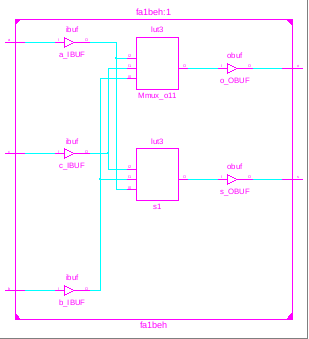 fa1beh:1
ibuf
a_IBUF
lut3
Mmux_o11
obuf
o_OBUF
ibuf
c_IBUF
lut3
s1
obuf
s_OBUF
ibuf
b_IBUF
fa1beh